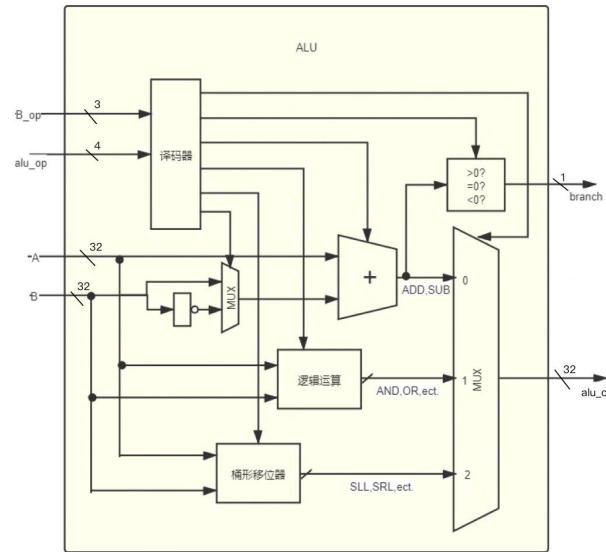 ALU
B_op
3
译码器
alu_op
4
>0?
=0?
<0?
1
branch
A
32
B
32
MUX
+
ADD,SUB
0
逻辑运算
AND,OR,ect.
1
MUX
32
alu_o
桶形移位器
SLL,SRL,ect.
2